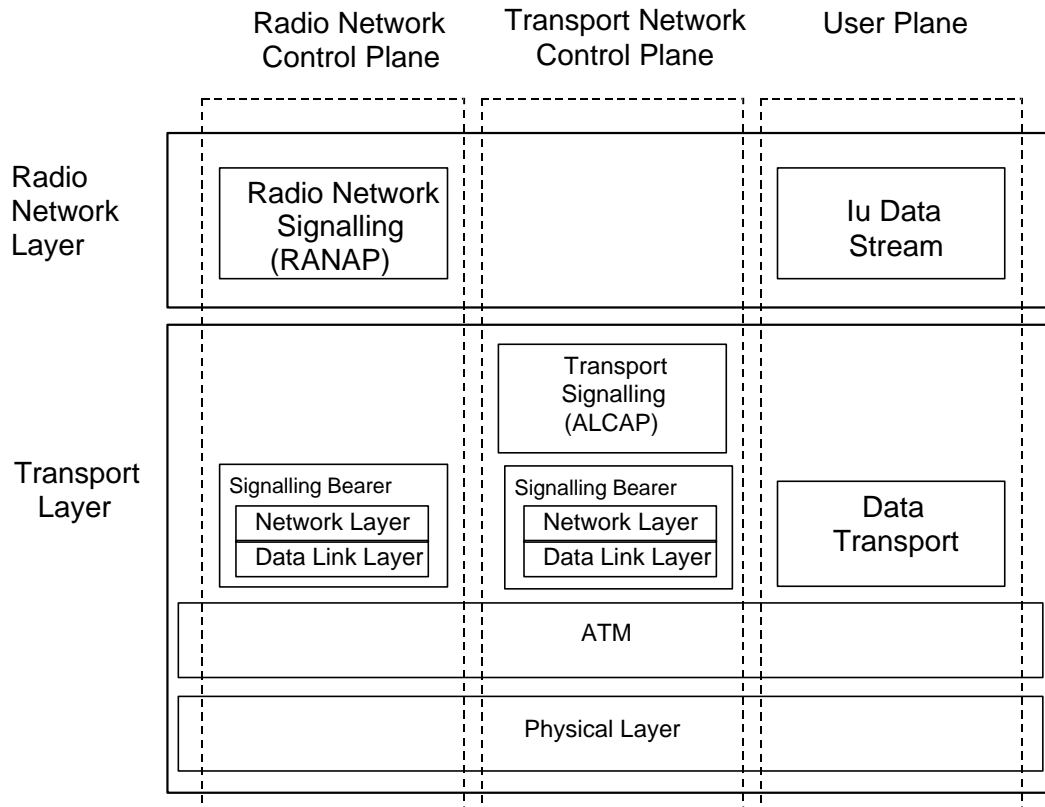 Radio Network
Control Plane
Transport Network
Control Plane
User Plane
Radio
Network
Layer
Radio Network
Signalling
(RANAP)
Iu Data
Stream
Transport
Signalling
(ALCAP)
Transport
Layer
Signalling Bearer
Network Layer
Data Link Layer
Signalling Bearer
Network Layer
Data Link Layer
Data
Transport
ATM
Physical Layer